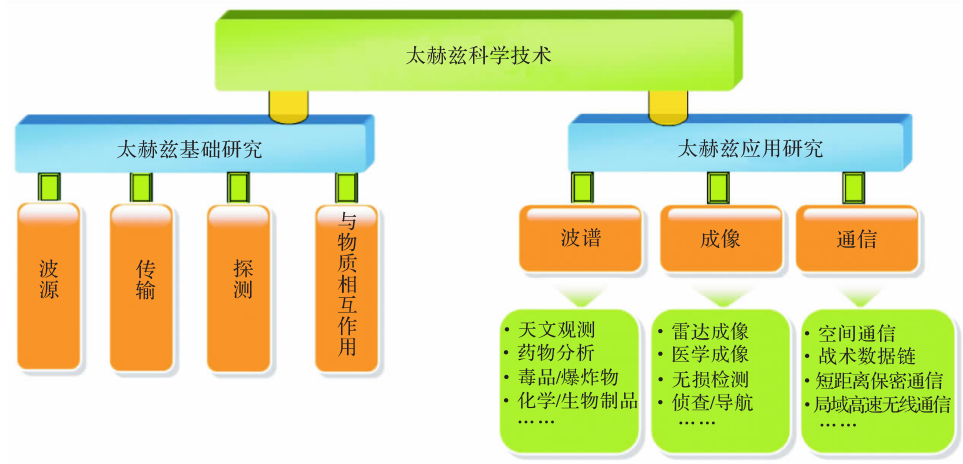 太赫兹科学技术
太赫兹基础研究
太赫兹应用研究
波源
传输
探测
与物质相互作用
波谱
成像
通信
·天文观测
·药物分析
·毒品/爆炸物
·化学/生物制品
……
·雷达成像
·医学成像
·无损检测
·侦查/导航
……
·空间通信
·战术数据链
·短距离保密通信
·局域高速无线通信
……